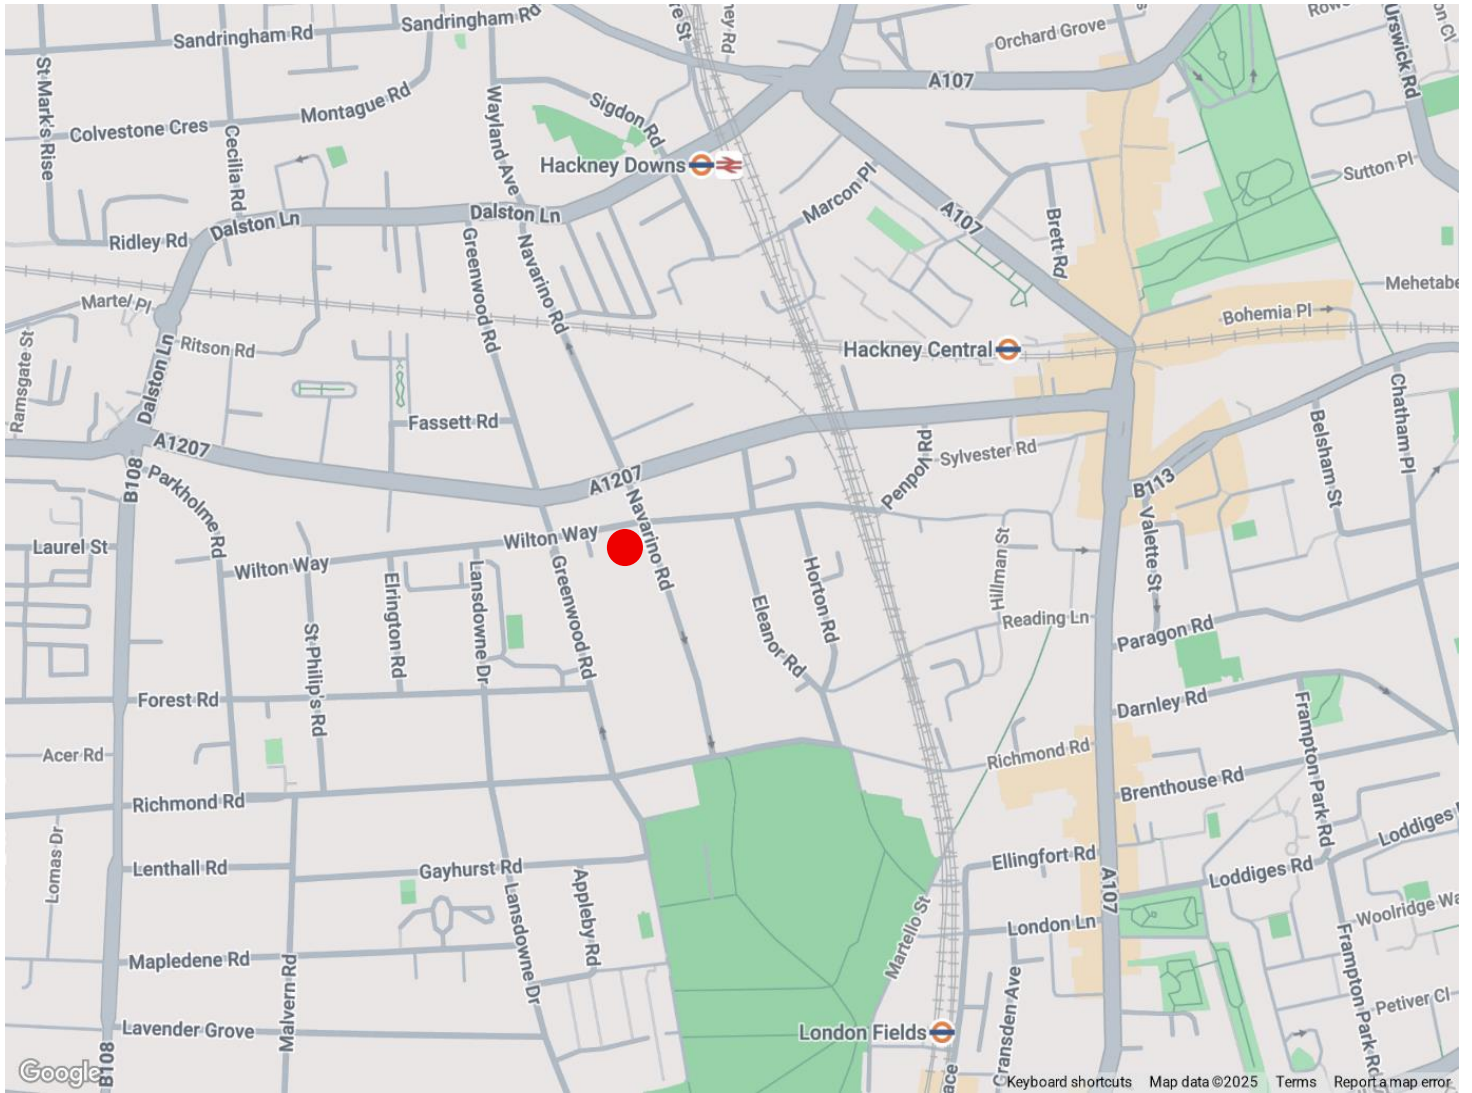 Sandringham Rd
Sandringham Rd
Orchard Grove
Urswick Rd
St Mark's Rise
Colvestone Cres
Montague Rd
Cecilia Rd
Wayland Ave
Sigdon Rd
A107
Hackney Downs
Marcon Pl
Sutton Pl
Ridley Rd
Dalston Ln
Dalston Ln
Greenwood Rd
Navarino Rd
A107
Brett Rd
Martel Pl
Ritson Rd
Ramsgate St
Dalston Ln
Hackney Central
Bohemia Pl
Chatham Pl
Belsham St
Fassett Rd
A1207
A1207
Sylvester Rd
Penpol Rd
B113
B108
Parkholme Rd
Navarino Rd
Valette St
Laurel St
Wilton Way
Wilton Way
Greenwood Rd
Elrington Rd
Lansdowne Dr
St Philip's Rd
Eleanor Rd
Horton Rd
Hillman St
Reading Ln
Paragon Rd
Forest Rd
Darnley Rd
Frampton Park Rd
Acer Rd
Richmond Rd
Richmond Rd
Brenthouse Rd
Lomas Dr
Lenthall Rd
Gayhurst Rd
Appleby Rd
Lansdowne Dr
Ellingfort Rd
A107
Loddiges Rd
Loddiges
London Ln
Martello St
Mapledene Rd
Malvern Rd
Frampton Park Rd
Petiver Cl
Gransden Ave
Lavender Grove
London Fields
B108
Google
Keyboard shortcuts Map data ©2025 Terms Report a map error